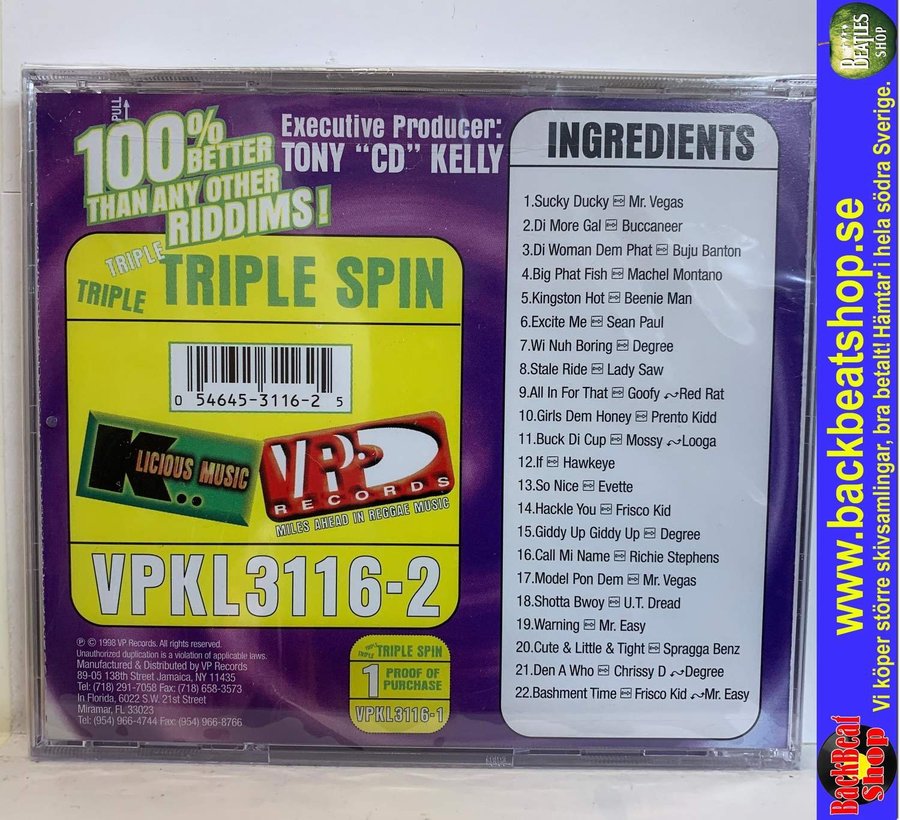 PULL
100%
BETTER
THAN ANY OTHER
RIDDIMS!
Executive Producer:
TONY "CD" KELLY
TRIPLE
TRIPLE
TRIPLE SPIN
0 54645-3116-2 5
K..LICIOUS MUSIC
VP
RECORDS
MILES AHEAD IN REGGAE MUSIC
VPKL3116-2
℗ © 1998 VP Records. All rights reserved.
Unauthorized duplication is a violation of applicable laws.
Manufactured & Distributed by VP Records
89-05 138th Street Jamaica, NY 11435
Tel: (718) 291-7058 Fax: (718) 658-3573
In Florida, 6022 S.W. 21st Street
Miramar, FL 33023
Tel: (954) 966-4744 Fax: (954) 966-8766
TRIPLE
TRIPLE
TRIPLE SPIN
1 PROOF OF
PURCHASE
VPKL3116-1
INGREDIENTS
1.Sucky Ducky Mr. Vegas
2.Di More Gal Buccaneer
3.Di Woman Dem Phat Buju Banton
4.Big Phat Fish Machel Montano
5.Kingston Hot Beenie Man
6.Excite Me Sean Paul
7.Wi Nuh Boring Degree
8.Stale Ride Lady Saw
9.All In For That Goofy Red Rat
10.Girls Dem Honey Prento Kidd
11.Buck Di Cup Mossy Looga
12.If Hawkeye
13.So Nice Evette
14.Hackle You Frisco Kid
15.Giddy Up Giddy Up Degree
16.Call Mi Name Richie Stephens
17.Model Pon Dem Mr. Vegas
18.Shotta Bwoy U.T. Dread
19.Warning Mr. Easy
20.Cute & Little & Tight Spragga Benz
21.Den A Who Chrissy D Degree
22.Bashment Time Frisco Kid Mr. Easy
BEATLES
SHOP
www.backbeatshop.se
Vi köper större skivsamlingar, bra betalt! Hämtar i hela södra Sverige.
BackBeat
Shop